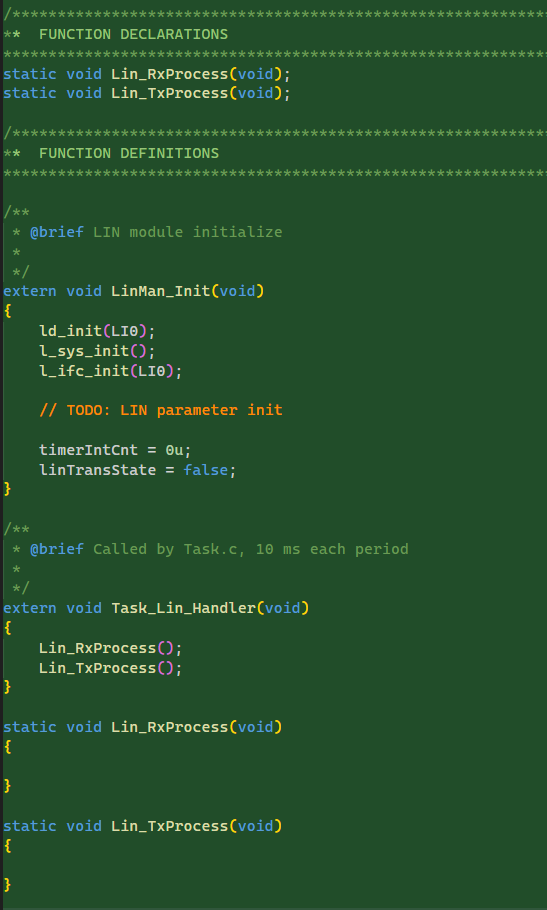 /************************************************************
**  FUNCTION DECLARATIONS
*************************************************************
static void Lin_RxProcess(void);
static void Lin_TxProcess(void);

/************************************************************
**  FUNCTION DEFINITIONS
*************************************************************

/**
 * @brief LIN module initialize
 *
 */
extern void LinMan_Init(void)
{
    ld_init(LI0);
    l_sys_init();
    l_ifc_init(LI0);

    // TODO: LIN parameter init

    timerIntCnt = 0u;
    linTransState = false;
}

/**
 * @brief Called by Task.c, 10 ms each period
 *
 */
extern void Task_Lin_Handler(void)
{
    Lin_RxProcess();
    Lin_TxProcess();
}

static void Lin_RxProcess(void)
{

}

static void Lin_TxProcess(void)
{

}